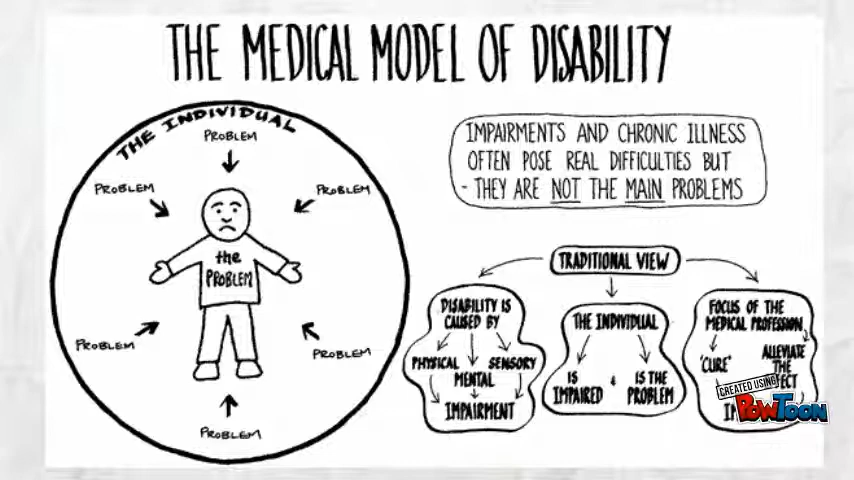 THE MEDICAL MODEL OF DISABILITY
THE INDIVIDUAL
PROBLEM
PROBLEM
PROBLEM
the
PROBLEM
PROBLEM
PROBLEM
PROBLEM
IMPAIRMENTS AND CHRONIC ILLNESS
OFTEN POSE REAL DIFFICULTIES BUT
- THEY ARE NOT THE MAIN PROBLEMS
TRADITIONAL VIEW
DISABILITY IS
CAUSED BY
PHYSICAL
SENSORY
MENTAL
IMPAIRMENT
THE INDIVIDUAL
IS
IMPAIRED
&
IS THE
PROBLEM
FOCUS OF THE
MEDICAL PROFESSION
'CURE'
ALLEVIATE
THE
CREATED USING
POWTOON